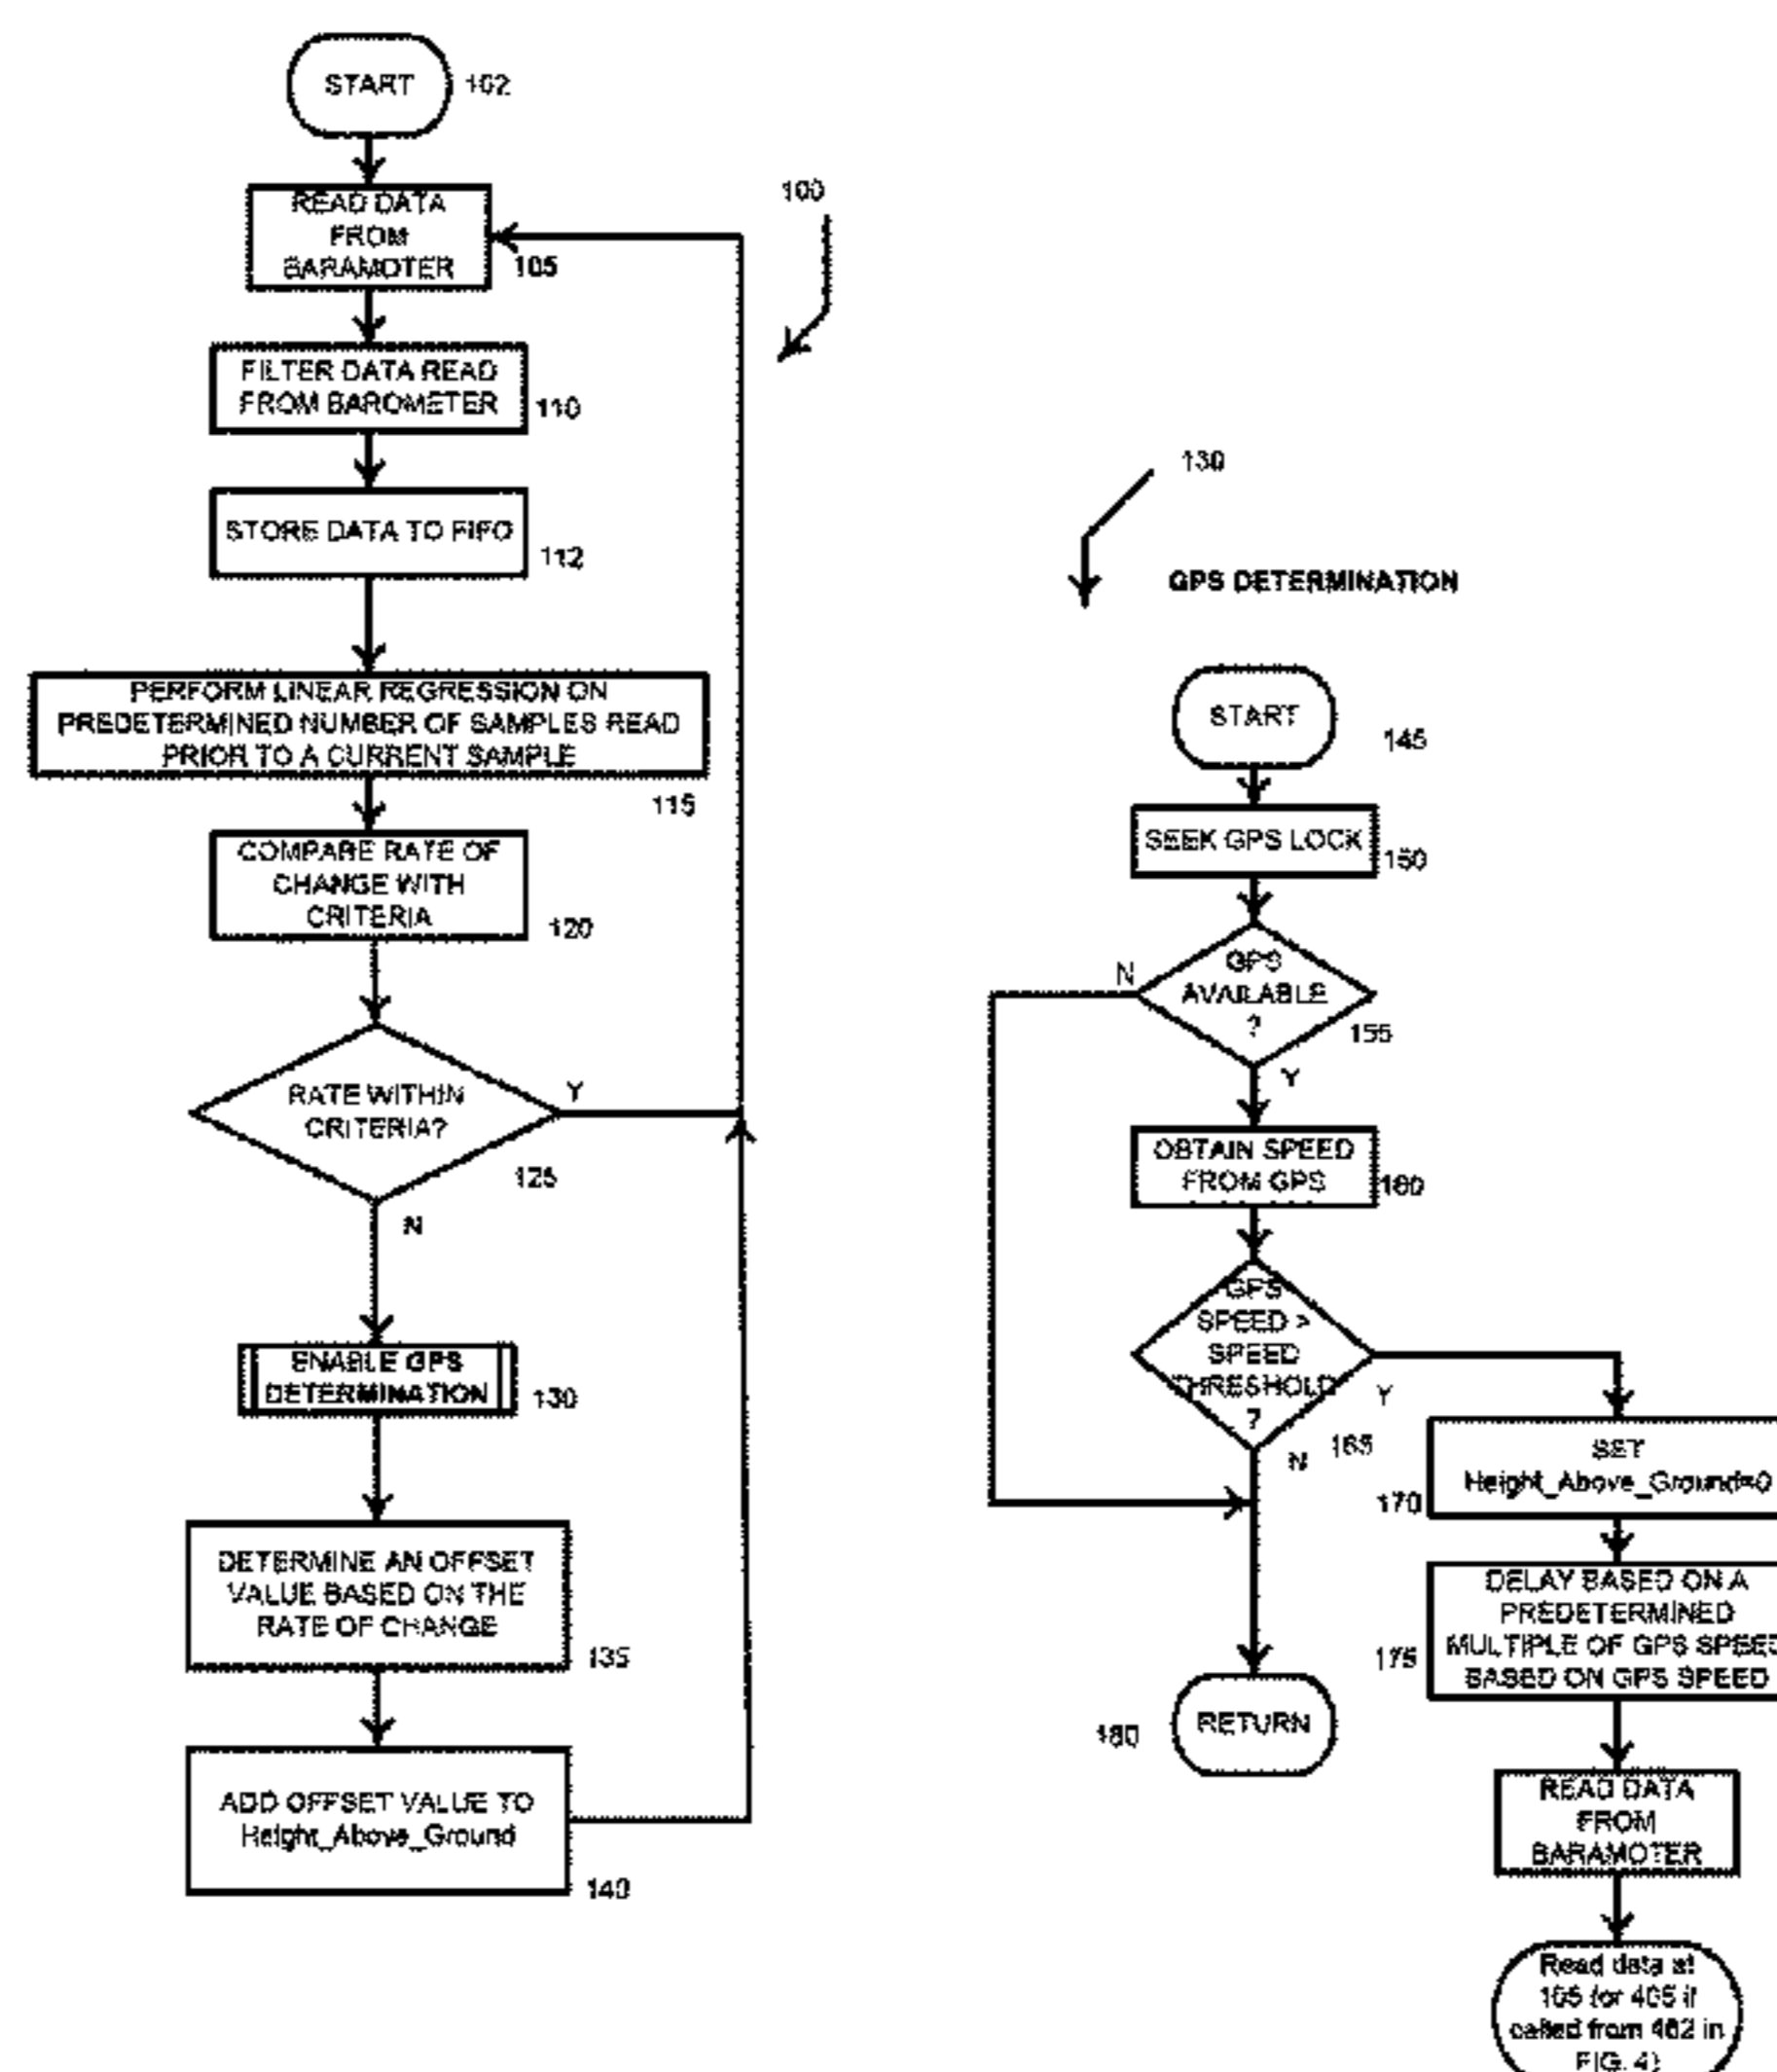 START
102
READ DATA
FROM
BARAMOTER
105
100
FILTER DATA READ
FROM BAROMETER
110
STORE DATA TO FIFO
112
PERFORM LINEAR REGRESSION ON
PREDETERMINED NUMBER OF SAMPLES READ
PRIOR TO A CURRENT SAMPLE
115
COMPARE RATE OF
CHANGE WITH
CRITERIA
120
RATE WITHIN
CRITERIA?
Y
125
N
ENABLE GPS
DETERMINATION
130
DETERMINE AN OFFSET
VALUE BASED ON THE
RATE OF CHANGE
135
ADD OFFSET VALUE TO
Height_Above_Ground
140
130
GPS DETERMINATION
START
145
SEEK GPS LOCK
150
GPS
AVAILABLE
?
N
155
Y
OBTAIN SPEED
FROM GPS
160
GPS
SPEED >
SPEED
THRESHOLD
?
Y
165
N
SET
Height_Above_Ground=0
170
DELAY BASED ON A
PREDETERMINED
MULTIPLE OF GPS SPEED
BASED ON GPS SPEED
175
RETURN
180
READ DATA
FROM
BARAMOTER
Read data at
105 (or 405 if
called from 462 in
FIG. 4)